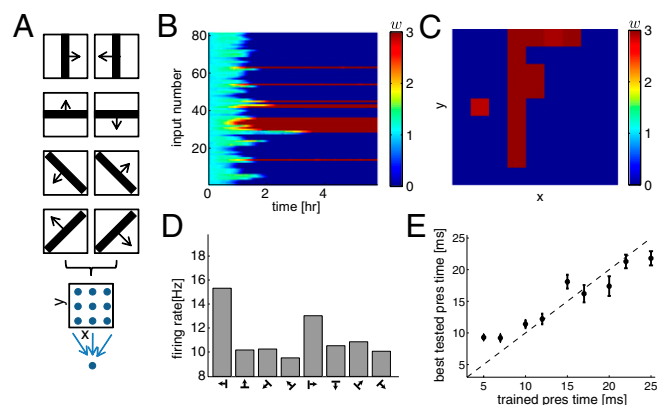 A
B
C
input number
80
60
40
20
0
2
4
time [hr]
w
3
2
1
0
y
x
w
3
2
1
0
y
x
D
firing rate[Hz]
18
16
14
12
10
8
E
best tested pres time [ms]
25
20
15
10
5
5
10
15
20
25
trained pres time [ms]